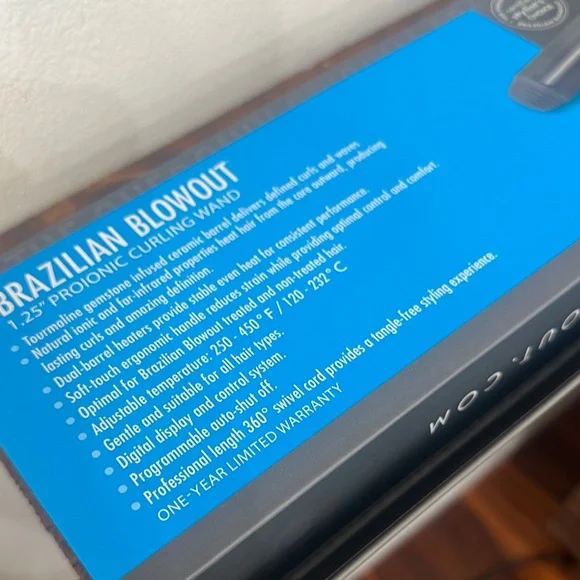 BRAZILIAN BLOWOUT
1.25" PROIONIC CURLING WAND
• Tourmaline gemstone infused ceramic barrel delivers defined curls and waves
• Natural ionic and far-infrared properties heat hair from the core outward, producing
lasting curls and amazing definition.
• Dual-barrel heaters provide stable even heat for consistent performance.
• Soft-touch ergonomic handle reduces strain while providing optimal control and comfort.
• Optimal for Brazilian Blowout treated and non treated hair.
• Adjustable temperature: 250 - 450° F / 120 - 232° C
• Gentle and suitable for all hair types.
• Digital display and control system.
• Programmable auto-shut off.
• Professional length 360° swivel cord provides a tangle-free styling experience.
ONE-YEAR LIMITED WARRANTY
OUT.COM